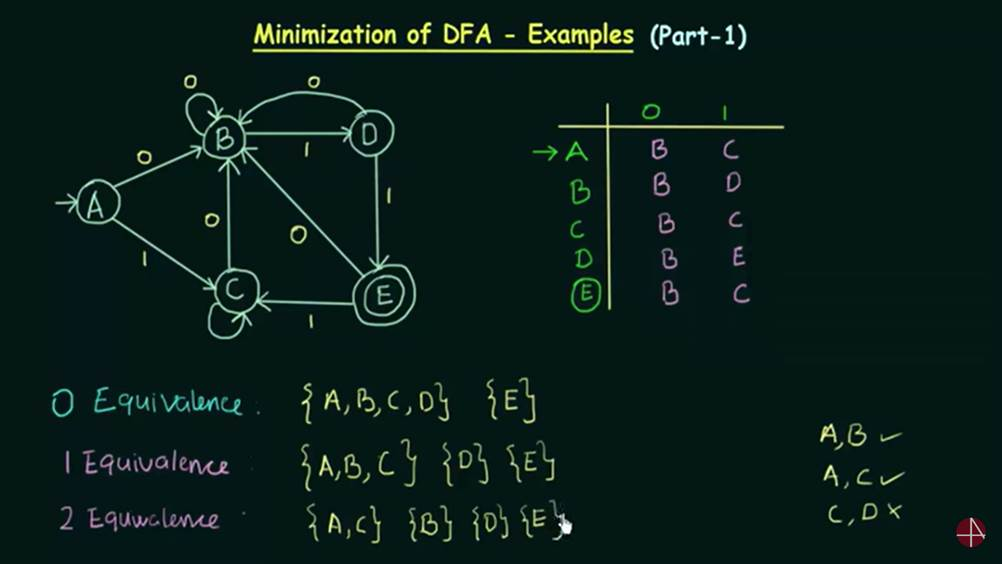 Minimization of DFA - Examples (Part-1)
0
0
B
D
1
0
A
1
0
0
1
C
E
1
0 1
→ A B C
B B D
C B C
D B E
E B C
0 Equivalence : {A,B,C,D} {E}
1 Equivalence {A,B,C} {D} {E}
2 Equivalence : {A,C} {B} {D} {E}
A,B ✓
A,C ✓
C,D ×